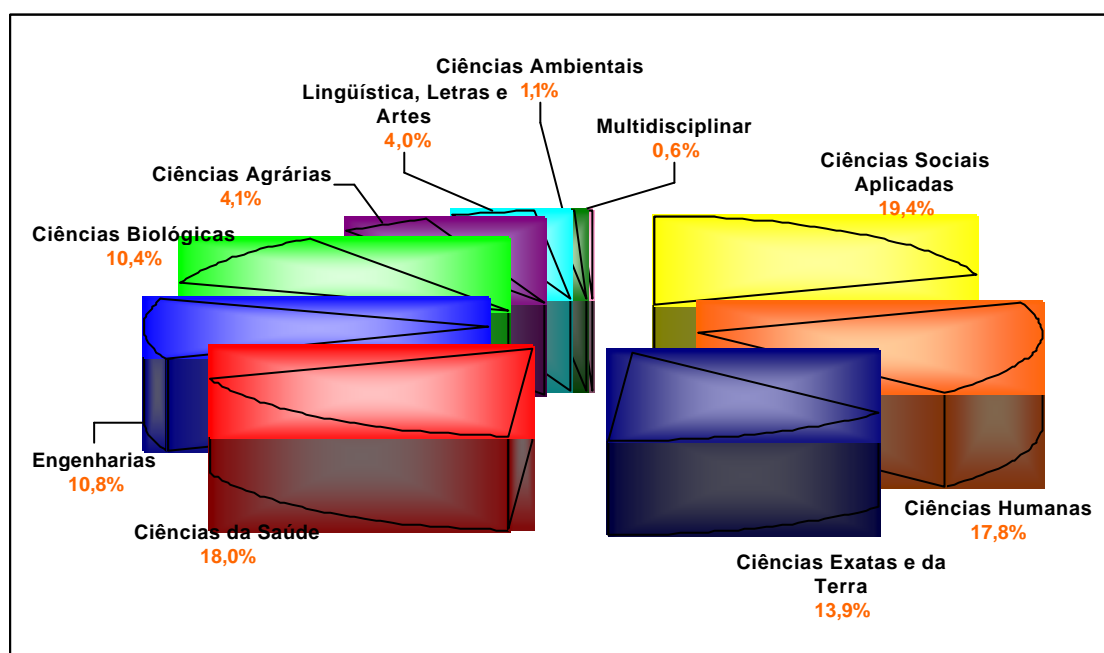 Ciências Ambientais
1,1%
Lingüística, Letras e
Artes
4,0%
Multidisciplinar
0,6%
Ciências Sociais
Aplicadas
19,4%
Ciências Agrárias
4,1%
Ciências Biológicas
10,4%
Engenharias
10,8%
Ciências da Saúde
18,0%
Ciências Humanas
17,8%
Ciências Exatas e da
Terra
13,9%